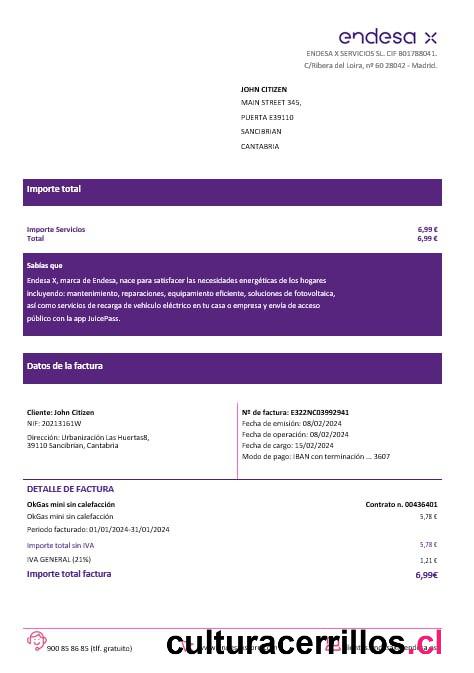 endesa x
ENDESA X SERVICIOS SL. CIF B01788041.
C/Ribera del Loira, nº 60 28042 - Madrid.
JOHN CITIZEN
MAIN STREET 345,
PUERTA E39110
SANCIBRIAN
CANTABRIA
Importe total
Importe Servicios 6,99 €
Total 6,99 €
Sabías que
Endesa X, marca de Endesa, nace para satisfacer las necesidades energéticas de los hogares
incluyendo: mantenimiento, reparaciones, equipamiento eficiente, soluciones de fotovoltaica,
así como servicios de recarga de vehículo eléctrico en tu casa o empresa y envía de acceso
público con la app JuicePass.
Datos de la factura
Cliente: John Citizen
NIF: 20213161W
Dirección: Urbanización Las Huertas8,
39110 Sancibrian, Cantabria
Nº de factura: E322NC03992941
Fecha de emisión: 08/02/2024
Fecha de operación: 08/02/2024
Fecha de cargo: 15/02/2024
Modo de pago: IBAN con terminación ... 3607
DETALLE DE FACTURA
OkGas mini sin calefacción Contrato n. 00436401
OkGas mini sin calefacción 5,78 €
Periodo facturado: 01/01/2024-31/01/2024
Importe total sin IVA 5,78 €
IVA GENERAL (21%) 1,21 €
Importe total factura 6,99€
900 85 86 85 (tlf. gratuito)
culturacerrillos.cl